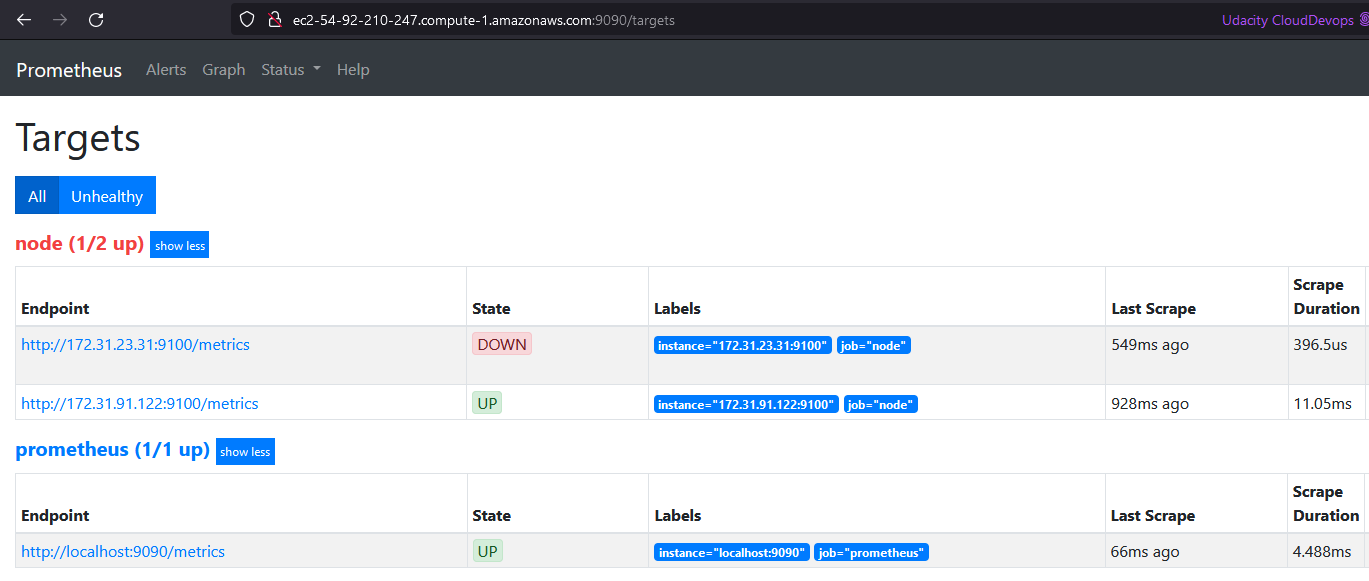 ec2-54-92-210-247.compute-1.amazonaws.com:9090/targets Udacity CloudDevops
Prometheus Alerts Graph Status Help
Targets
All Unhealthy
node (1/2 up) show less
Endpoint State Labels Last Scrape Scrape Duration
http://172.31.23.31:9100/metrics DOWN instance="172.31.23.31:9100" job="node" 549ms ago 396.5us
http://172.31.91.122:9100/metrics UP instance="172.31.91.122:9100" job="node" 928ms ago 11.05ms
prometheus (1/1 up) show less
Endpoint State Labels Last Scrape Scrape Duration
http://localhost:9090/metrics UP instance="localhost:9090" job="prometheus" 66ms ago 4.488ms